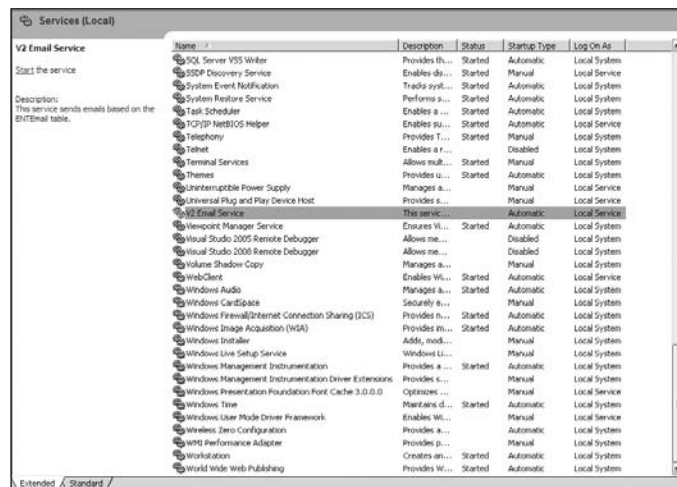 Services (Local)
V2 Email Service
Start the service
Description:
This service sends emails based on the
ENTEmail table.
Name Description Status Startup Type Log On As
SQL Server VSS Writer Provides th... Started Automatic Local System
SSDP Discovery Service Enables dis... Started Manual Local Service
System Event Notification Tracks syst... Started Automatic Local System
System Restore Service Performs s... Started Automatic Local System
Task Scheduler Enables a ... Started Automatic Local System
TCP/IP NetBIOS Helper Enables su... Started Automatic Local Service
Telephony Provides T... Started Manual Local System
Telnet Enables a r... Disabled Local System
Terminal Services Allows mult... Started Manual Local System
Themes Provides u... Started Automatic Local System
Uninterruptible Power Supply Manages a... Manual Local Service
Universal Plug and Play Device Host Provides s... Manual Local Service
V2 Email Service This servic... Automatic Local Service
Viewpoint Manager Service Ensures Vi... Started Automatic Local System
Visual Studio 2005 Remote Debugger Allows me... Disabled Local System
Visual Studio 2008 Remote Debugger Allows me... Disabled Local System
Volume Shadow Copy Manages a... Manual Local System
WebClient Enables Wi... Started Automatic Local Service
Windows Audio Manages a... Started Automatic Local System
Windows CardSpace Securely e... Manual Local System
Windows Firewall/Internet Connection Sharing (ICS) Provides n... Started Automatic Local System
Windows Image Acquisition (WIA) Provides im... Started Automatic Local System
Windows Installer Adds, modi... Manual Local System
Windows Live Setup Service Windows Li... Manual Local System
Windows Management Instrumentation Provides a ... Started Automatic Local System
Windows Management Instrumentation Driver Extensions Provides s... Manual Local System
Windows Presentation Foundation Font Cache 3.0.0.0 Optimizes ... Manual Local Service
Windows Time Maintains d... Started Automatic Local System
Windows User Mode Driver Framework Enables Wi... Manual Local Service
Wireless Zero Configuration Provides a... Automatic Local System
WMI Performance Adapter Provides p... Manual Local System
Workstation Creates an... Started Automatic Local System
World Wide Web Publishing Provides W... Started Automatic Local System
Extended Standard